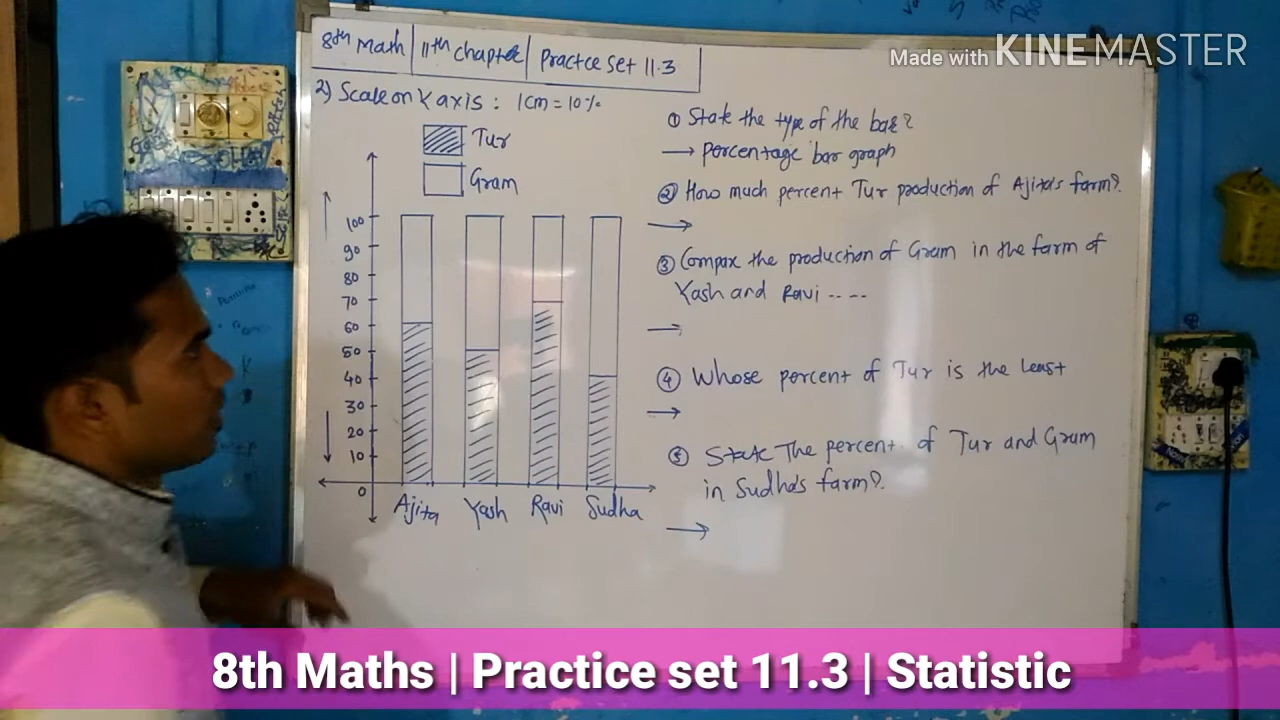 Made with KINEMASTER
8th Math | 11th chapter | Practce set 11.3
2) Scale on Y axis : 1cm = 10%
Tur
Gram
100
90
80
70
60
50
40
30
20
10
0
Ajita Yash Ravi Sudha
① State the type of the bar?
→ percentage bar graph
② How much percent Tur production of Ajita's farm?
→
③ Compare the production of Gram in the farm of
Yash and Ravi ----
→
④ Whose percent of Tur is the least
→
⑤ State The percent. of Tur and Gram
in Sudha's farm?
→
8th Maths | Practice set 11.3 | Statistic